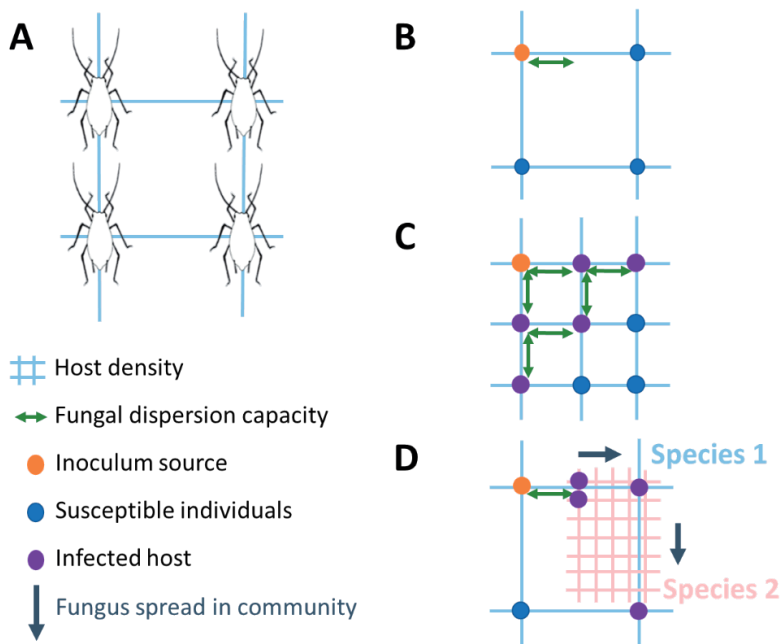 A
B
C
Host density
Fungal dispersion capacity
Inoculum source
Susceptible individuals
Infected host
Fungus spread in community
D
Species 1
Species 2